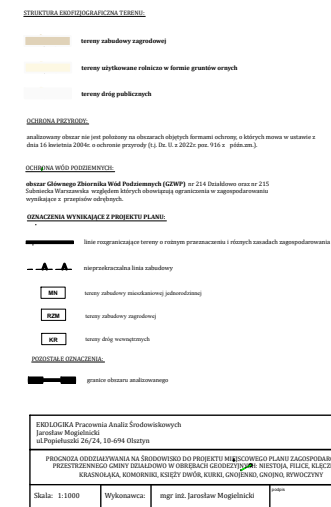 STRUKTURA EKOFIZJOGRAFICZNA TERENU:
tereny zabudowy zagrodowej
tereny użytkowane rolniczo w formie gruntów ornych
tereny dróg publicznych
OCHRONA PRZYRODY:
analizowany obszar nie jest położony na obszarach objętych formami ochrony, o których mowa w ustawie z
dnia 16 kwietnia 2004r. o ochronie przyrody (t.j. Dz. U. z 2022r. poz. 916 z późn.zm.).
OCHRONA WÓD PODZIEMNYCH:
obszar Głównego Zbiornika Wód Podziemnych (GZWP) nr 214 Działdowo oraz nr 215
Subniecka Warszawska względem których obowiązują ograniczenia w zagospodarowaniu
wynikające z przepisów odrębnych.
OZNACZENIA WYNIKAJĄCE Z PROJEKTU PLANU:
linie rozgraniczające tereny o rożnym przeznaczeniu i róznych zasadach zagospodarowania
nieprzekraczalna linia zabudowy
MN tereny zabudowy mieszkaniowej jednorodzinnej
RZM tereny zabudowy zagrodowej
KR tereny dróg wewnętrznych
POZOSTAŁE OZNACZENIA:
granice obszaru analizowanego
EKOLOGIKA Pracownia Analiz Środowiskowych
Jarosław Mogielnicki
ul.Popiełuszki 26/24, 10-694 Olsztyn
PROGNOZA ODDZIAŁYWANIA NA ŚRODOWISKO DO PROJEKTU MIEJSCOWEGO PLANU ZAGOSPODAR
PRZESTRZENNEGO GMINY DZIAŁDOWO W OBREBACH GEODEZYJNYCH: NIESTOJA, FILICE, KLĘCZ
KRASNOŁĄKA, KOMORNIKI, KSIĘŻY DWÓR, KURKI, GNOJENKO, GNOJNO, RYWOCZYNY
Skala: 1:1000 Wykonawca: mgr inż. Jarosław Mogielnicki podpis